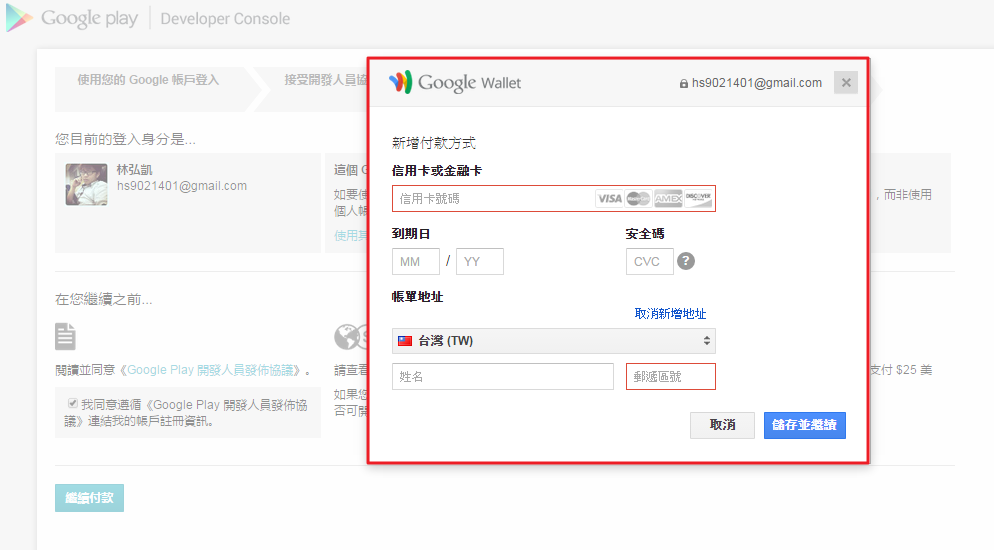 Google play Developer Console
使用您的 Google 帳戶登入
接受開發人員協
您目前的登入身分是...
林弘凱
hs9021401@gmail.com
這個 G
如要使
，而非使用
個人帳
使用其
在您繼續之前...
閱讀並同意《Google Play 開發人員發佈協議》。
請查看
支付 $25 美
我同意遵循《Google Play 開發人員發佈協
議》連結我的帳戶註冊資訊。
如果您
否可開
繼續付款
Google Wallet
hs9021401@gmail.com
新增付款方式
信用卡或金融卡
信用卡號碼
VISA
MasterCard
AMEX
DISCOVER
到期日
安全碼
MM / YY
CVC ?
帳單地址
取消新增地址
台灣 (TW)
姓名
郵遞區號
取消
儲存並繼續